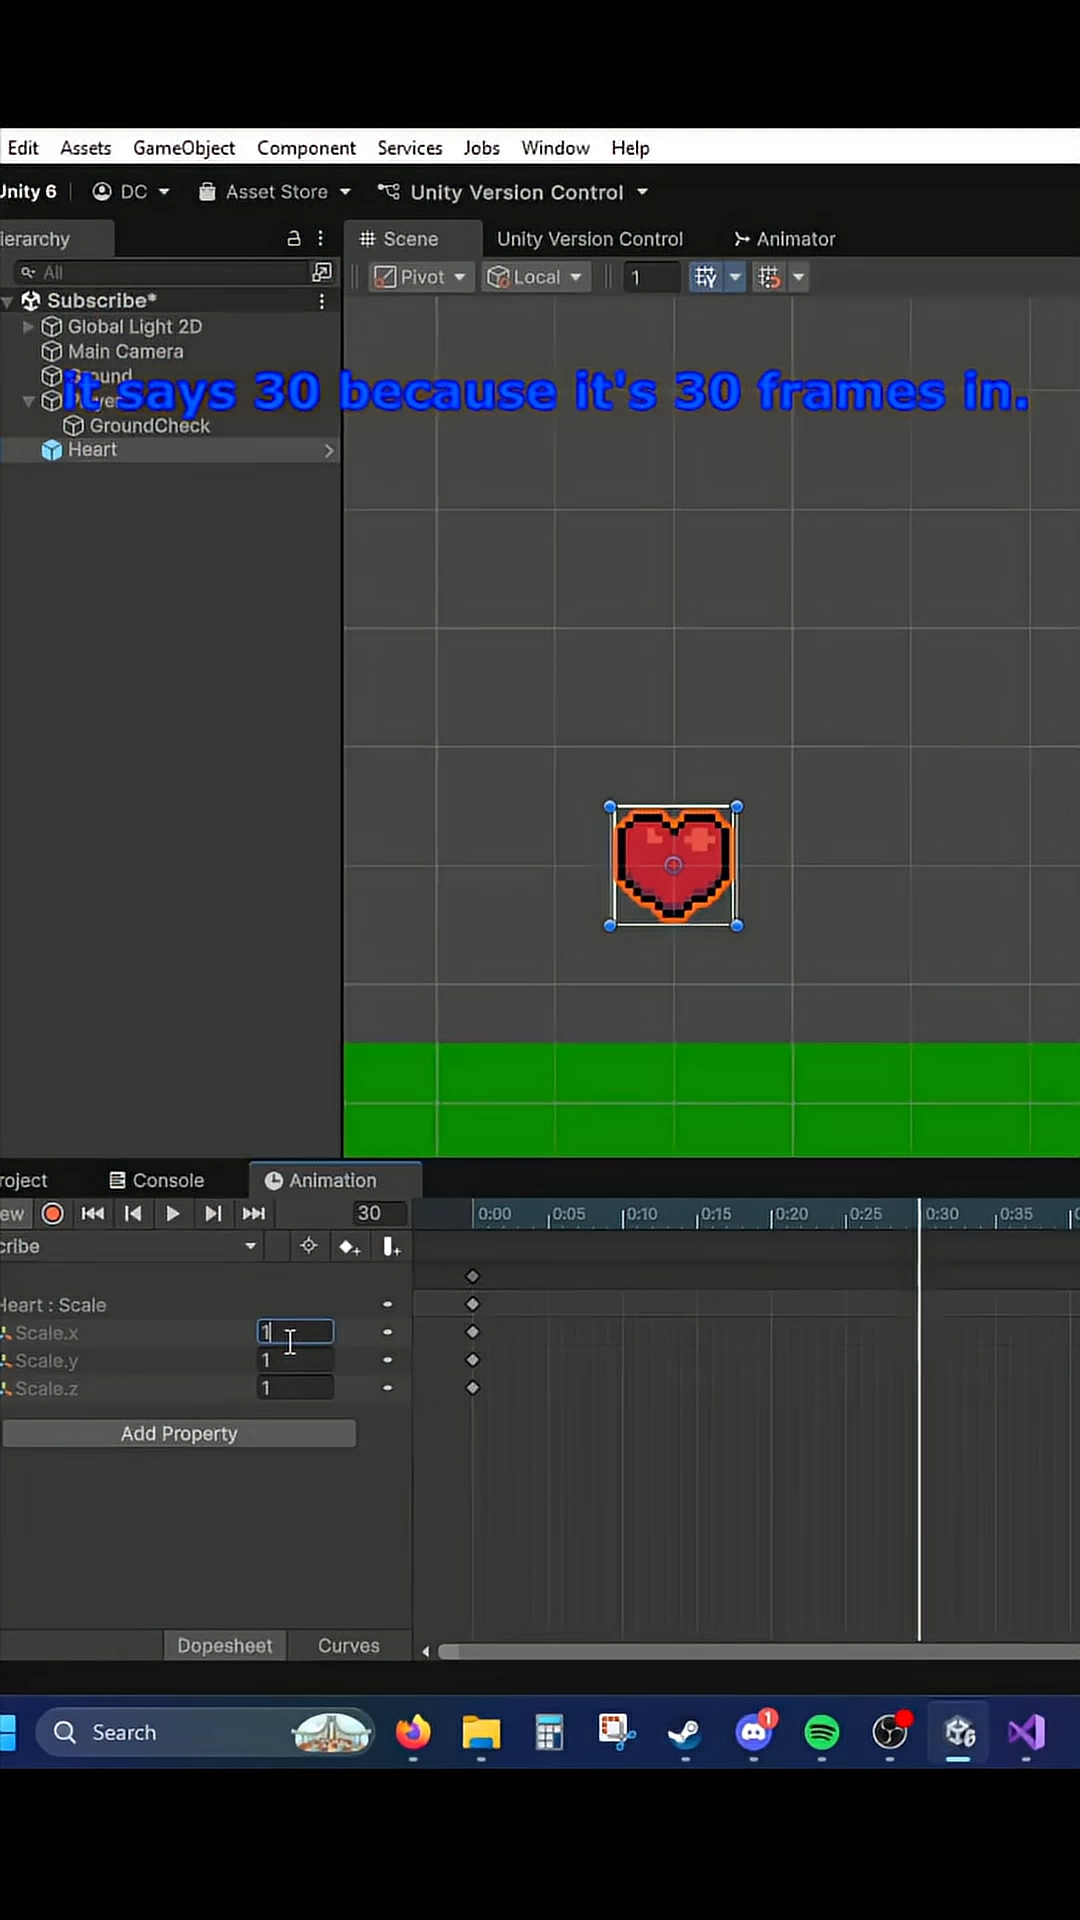 Edit Assets GameObject Component Services Jobs Window Help
Unity 6 DC Asset Store Unity Version Control
ierarchy
Scene Unity Version Control Animator
All
Pivot Local 1
Subscribe*
Global Light 2D
Main Camera
Ground
it says 30 because it's 30 frames in.
GroundCheck
Heart
roject Console Animation
ew 30 0:00 0:05 0:10 0:15 0:20 0:25 0:30 0:35
cribe
Heart : Scale
Scale.x 1
Scale.y 1
Scale.z 1
Add Property
Dopesheet Curves
Search
1
6